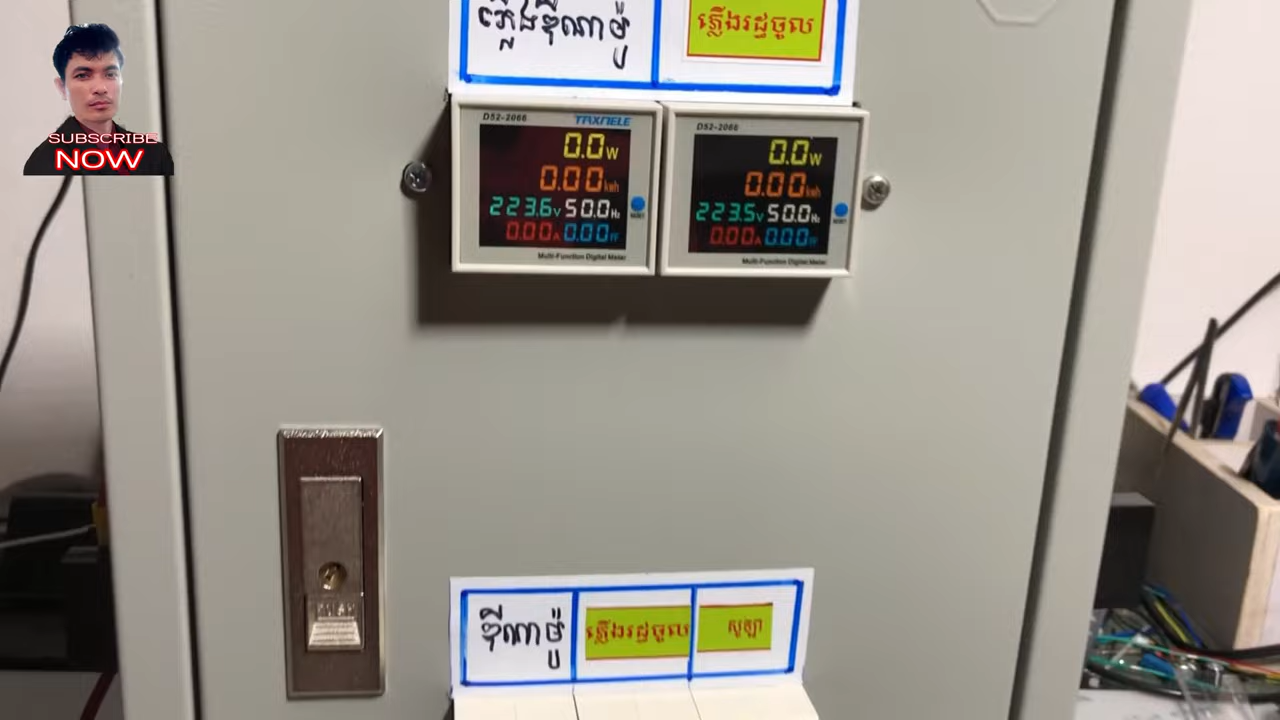 SUBSCRIBE
NOW
ភ្លើងឌីណាម៉ូ
ភ្លើងរដ្ឋចូល
D52-2066 TAXNELE
0.0W
0.00kwh
223.6V 50.0Hz
0.00A 0.00PF
RESET
Multi-Function Digital Meter
D52-2066
0.0W
0.00kwh
223.5V 50.0Hz
0.00A 0.00PF
RESET
Multi-Function Digital Meter
ឌីណាម៉ូ
ភ្លើងរដ្ឋចូល
សូឡា